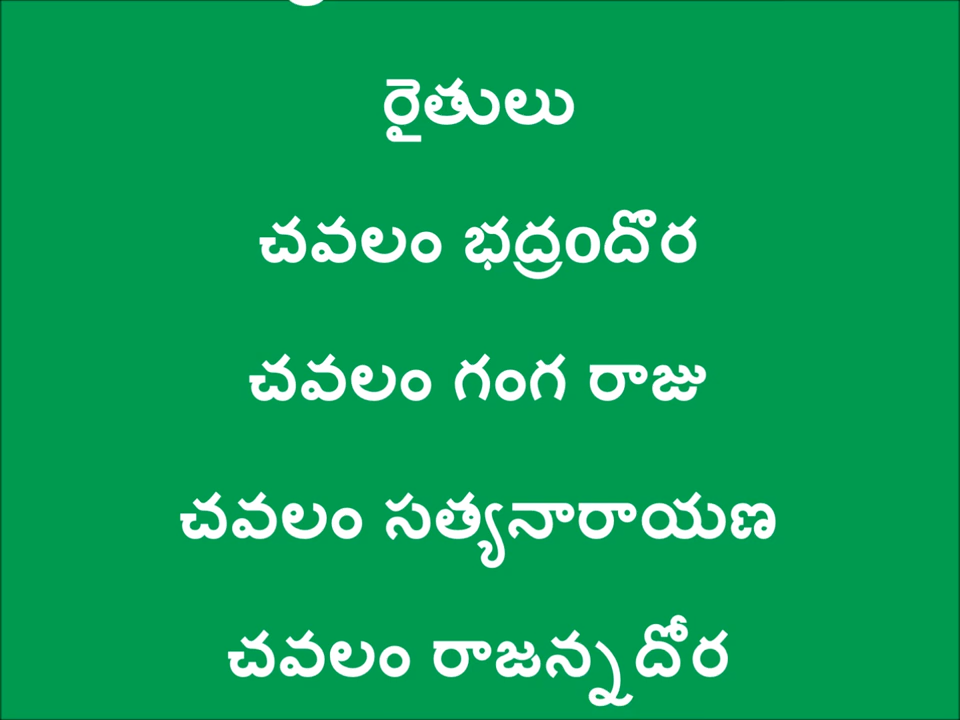 రైతులు
చవలం భద్రందొర
చవలం గంగ రాజు
చవలం సత్యనారాయణ
చవలం రాజన్నదోర